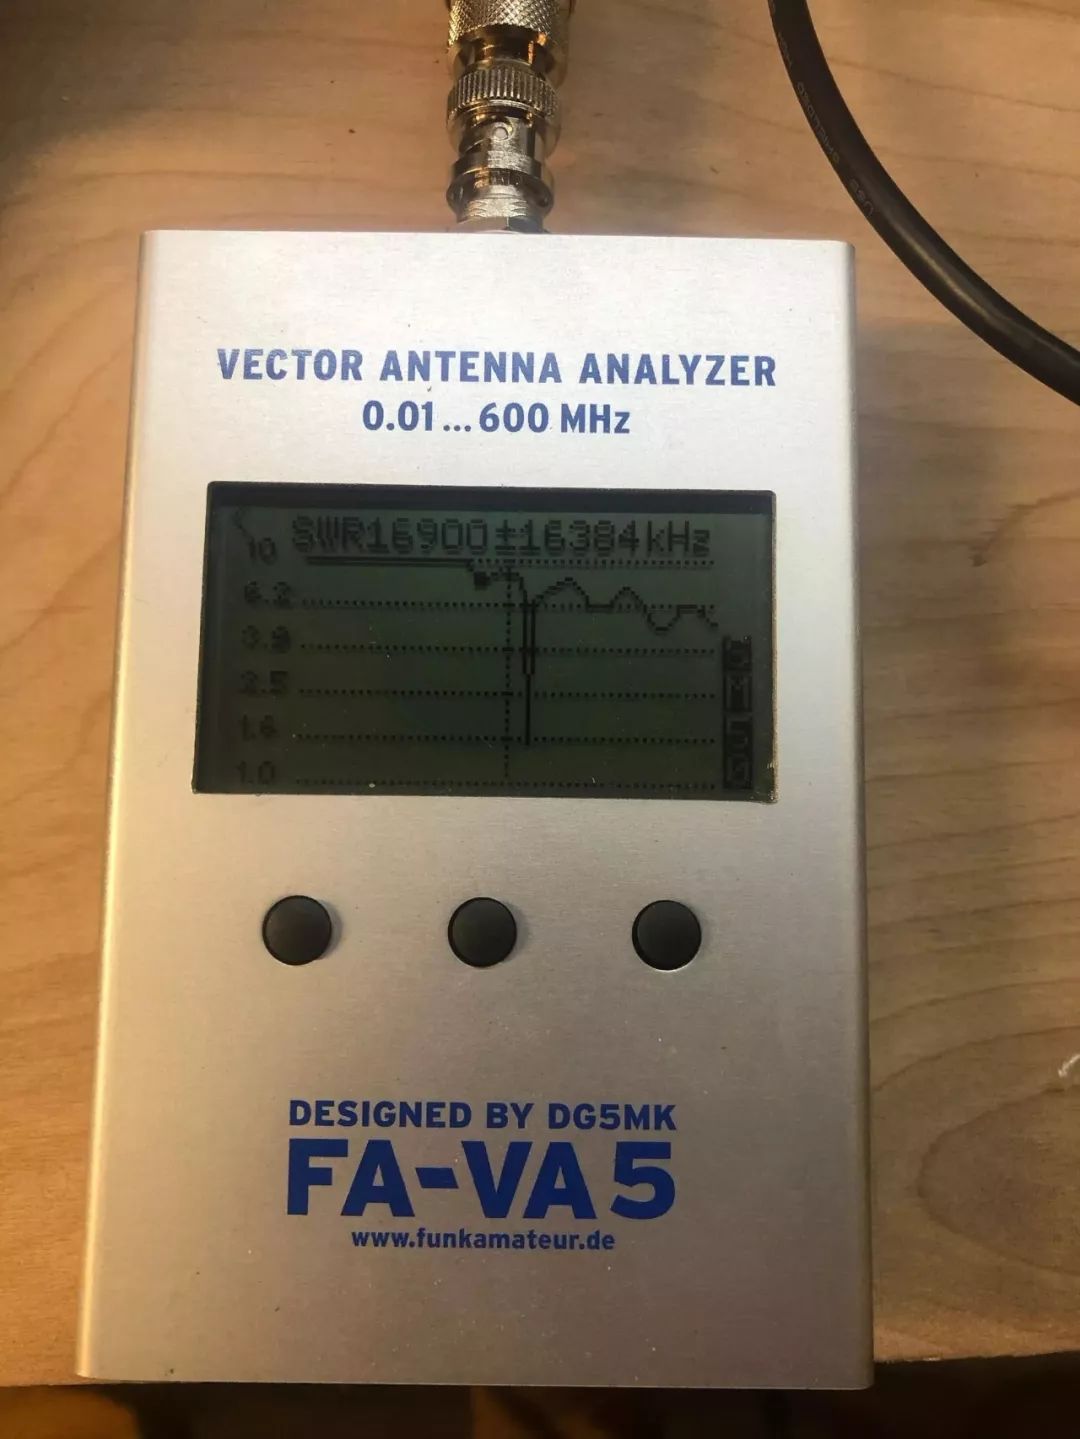 VECTOR ANTENNA ANALYZER
0.01...600 MHz
SWR16900±16384kHz
10
6.2
3.9
2.5
1.6
1.0
DESIGNED BY DG5MK
FA-VA5
www.funkamateur.de